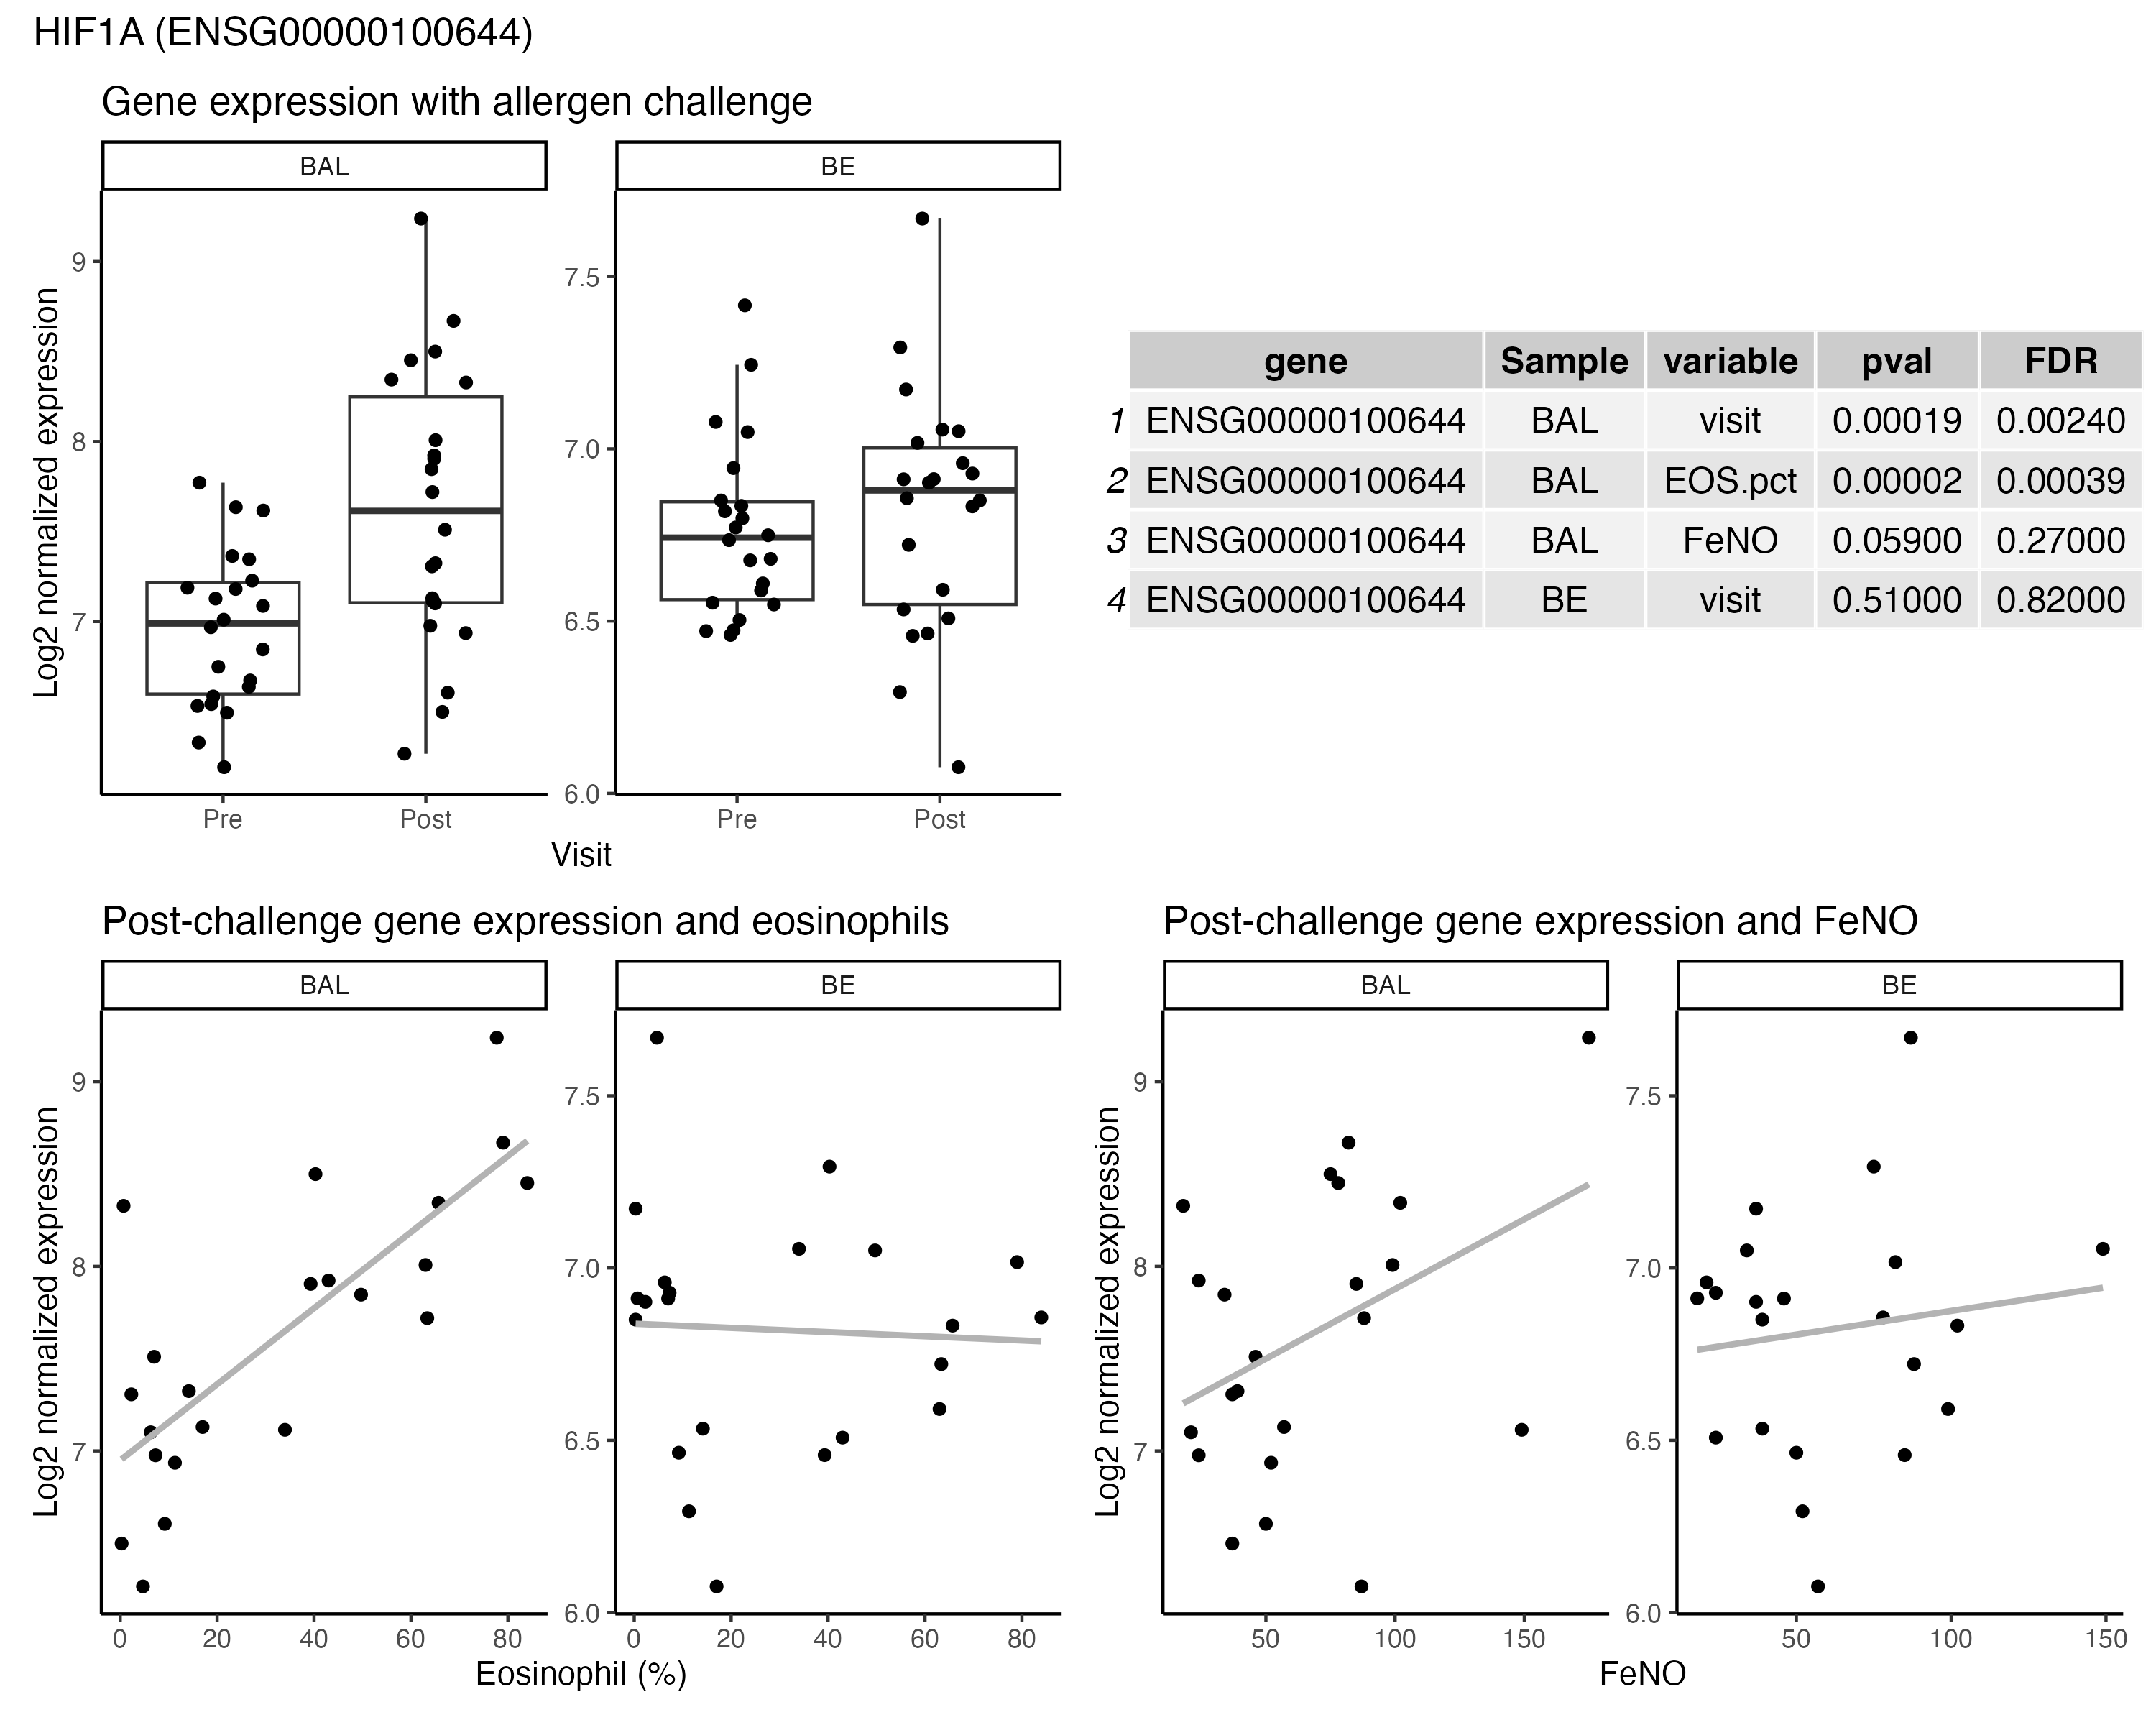 HIF1A (ENSG00000100644)
Gene expression with allergen challenge
BAL
BE
Log2 normalized expression
9
8
7
7.5
7.0
6.5
6.0
Pre
Post
Pre
Post
Visit
gene Sample variable pval FDR
1 ENSG00000100644 BAL visit 0.00019 0.00240
2 ENSG00000100644 BAL EOS.pct 0.00002 0.00039
3 ENSG00000100644 BAL FeNO 0.05900 0.27000
4 ENSG00000100644 BE visit 0.51000 0.82000
Post-challenge gene expression and eosinophils
BAL
BE
Log2 normalized expression
9
8
7
7.5
7.0
6.5
6.0
0 20 40 60 80
0 20 40 60 80
Eosinophil (%)
Post-challenge gene expression and FeNO
BAL
BE
Log2 normalized expression
9
8
7
7.5
7.0
6.5
6.0
50 100 150
50 100 150
FeNO